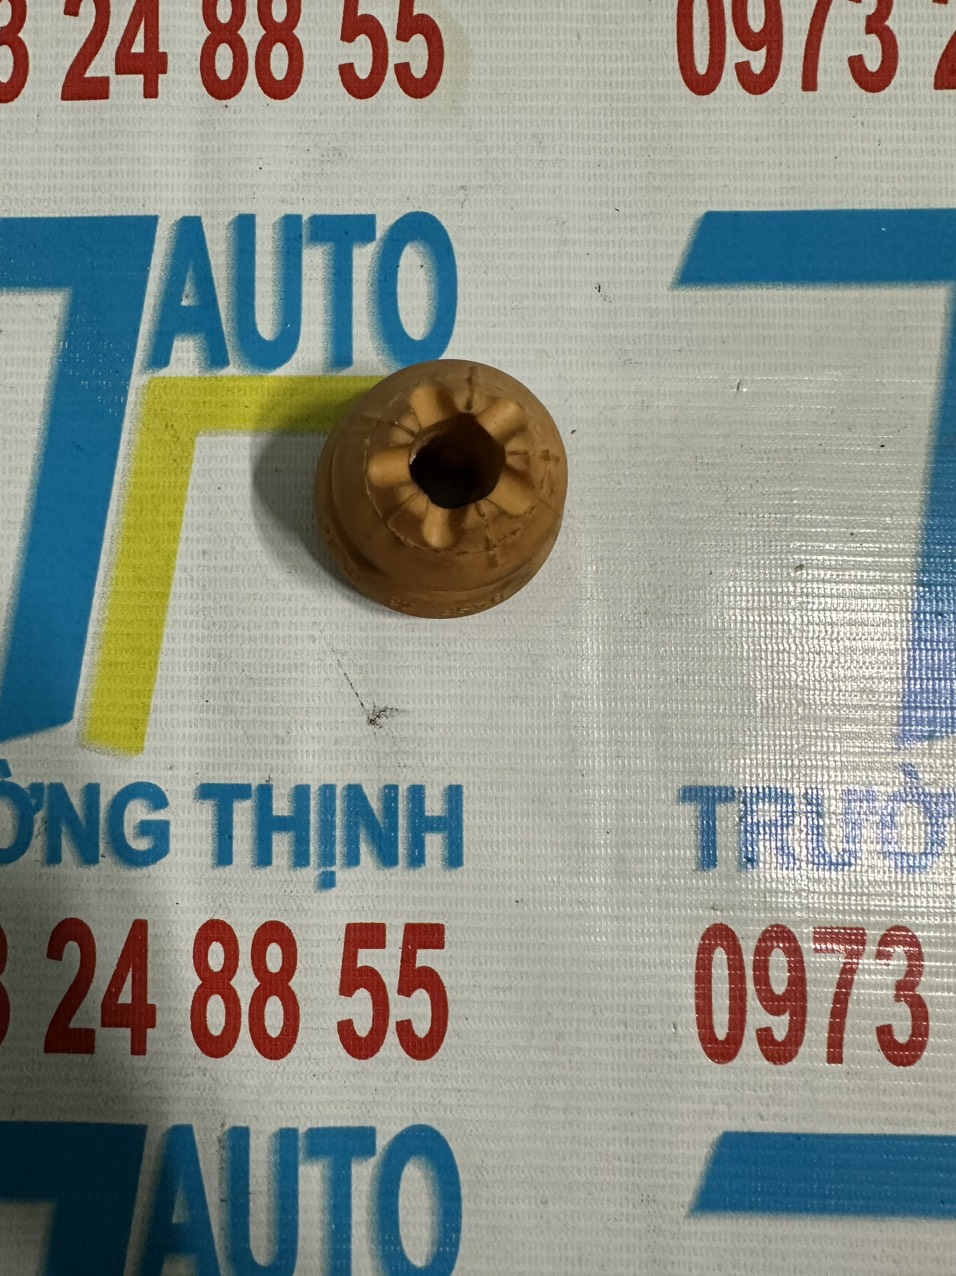 3 24 88 55
0973 2
AUTO
ỜNG THỊNH
TRƯỜ
3 24 88 55
0973
AUTO